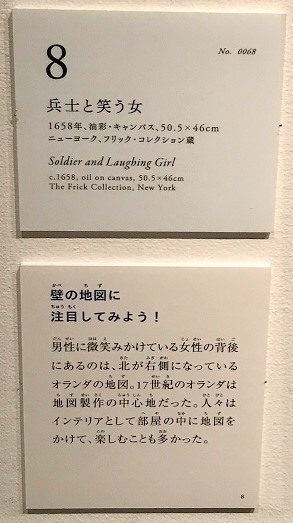 8
No. 0068
兵士と笑う女
1658年、油彩・キャンバス、50.5×46cm
ニューヨーク、フリック・コレクション蔵
Soldier and Laughing Girl
c.1658, oil on canvas, 50.5×46cm
The Frick Collection, New York
壁の地図に
注目してみよう！
男性に微笑みかけている女性の背後
にあるのは、北が右側になっている
オランダの地図。17世紀のオランダは
地図製作の中心地だった。人々は
インテリアとして部屋の中に地図を
かけて、楽しむことも多かった。
8